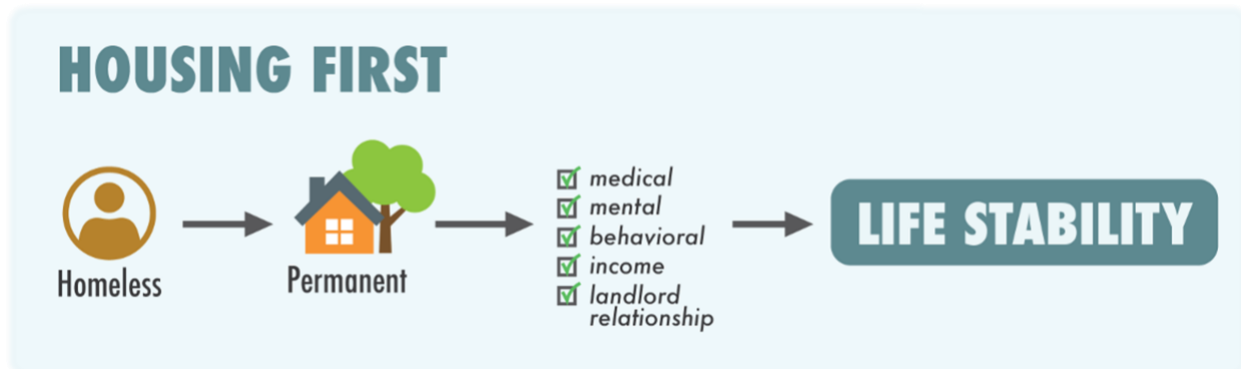 HOUSING FIRST
Homeless
Permanent
medical
mental
behavioral
income
landlord
relationship
LIFE STABILITY